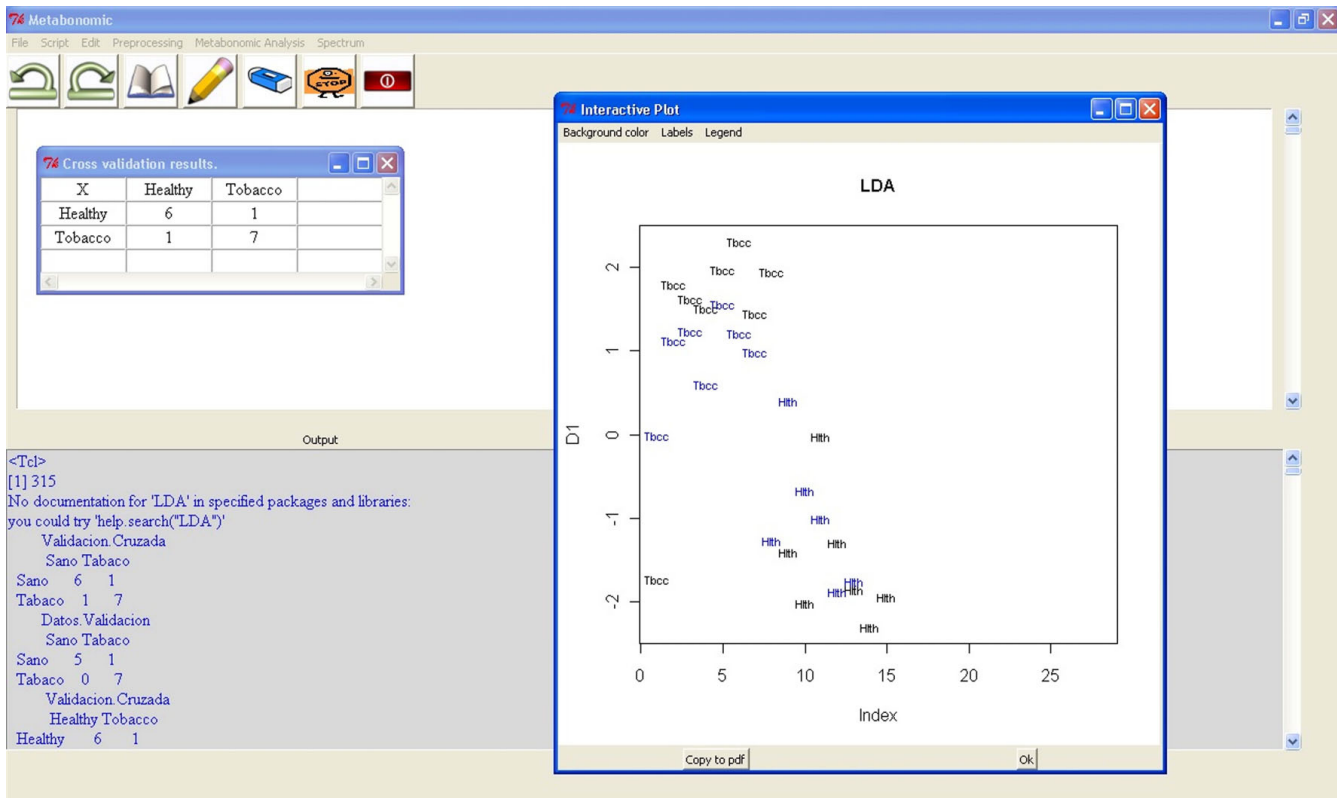 Metabonomic
File Script Edit Preprocessing Metabonomic Analysis Spectrum
STOP
Cross validation results.
X Healthy Tobacco
Healthy 6 1
Tobacco 1 7
Output
<Tcl>
[1] 315
No documentation for 'LDA' in specified packages and libraries:
you could try 'help.search("LDA")'
Validacion.Cruzada
Sano Tabaco
Sano 6 1
Tabaco 1 7
Datos.Validacion
Sano Tabaco
Sano 5 1
Tabaco 0 7
Validacion.Cruzada
Healthy Tobacco
Healthy 6 1
Interactive Plot
Background color Labels Legend
LDA
Tbcc
Tbcc
Tbcc
Tbcc
Tbcc
Tbcc
Tbcc
Tbcc
Tbcc
Tbcc
Tbcc
Tbcc
Tbcc
Hlth
Tbcc
Hlth
Hlth
Hlth
Hlth
Hlth
Hlth
Tbcc
Hlth
Hlth
Hlth
Hlth
Hlth
Hlth
2
1
0
-1
-2
D1
0 5 10 15 20 25
Index
Copy to pdf Ok